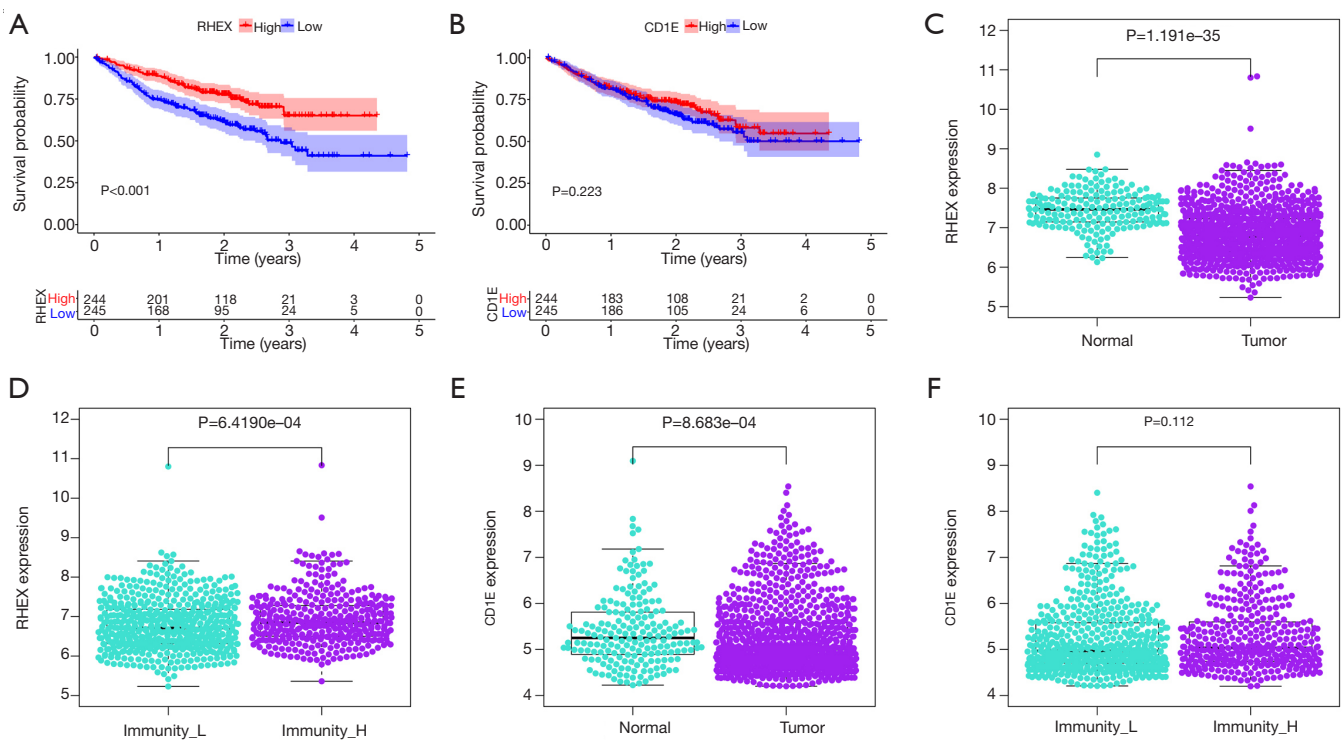 A
RHEX High Low
Survival probability
1.00
0.75
0.50
0.25
0.00
P<0.001
0 1 2 3 4 5
Time (years)
RHEX
High 244 201 118 21 3 0
Low 245 168 95 24 5 0
0 1 2 3 4 5
Time (years)
B
CD1E High Low
Survival probability
1.00
0.75
0.50
0.25
0.00
P=0.223
0 1 2 3 4 5
Time (years)
CD1E
High 244 183 108 21 2 0
Low 245 186 105 24 6 0
0 1 2 3 4 5
Time (years)
C
P=1.191e–35
RHEX expression
12
11
10
9
8
7
6
5
Normal Tumor
D
P=6.4190e–04
RHEX expression
12
11
10
9
8
7
6
5
Immunity_L Immunity_H
E
P=8.683e–04
CD1E expression
10
9
8
7
6
5
4
Normal Tumor
F
P=0.112
CD1E expression
10
9
8
7
6
5
4
Immunity_L Immunity_H